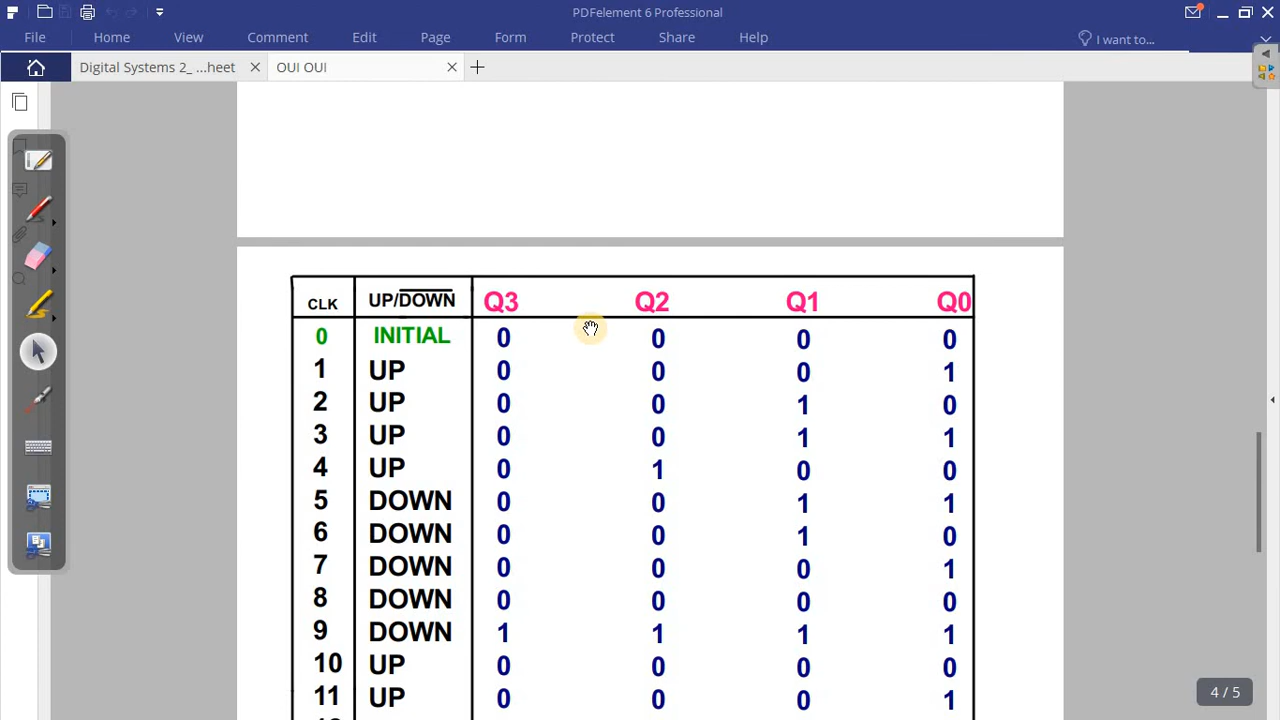 PDFelement 6 Professional
File Home View Comment Edit Page Form Protect Share Help I want to...
Digital Systems 2_ ...heet OUI OUI
CLK UP/DOWN Q3 Q2 Q1 Q0
0 INITIAL 0 0 0 0
1 UP 0 0 0 1
2 UP 0 0 1 0
3 UP 0 0 1 1
4 UP 0 1 0 0
5 DOWN 0 0 1 1
6 DOWN 0 0 1 0
7 DOWN 0 0 0 1
8 DOWN 0 0 0 0
9 DOWN 1 1 1 1
10 UP 0 0 0 0
11 UP 0 0 0 1
4 / 5